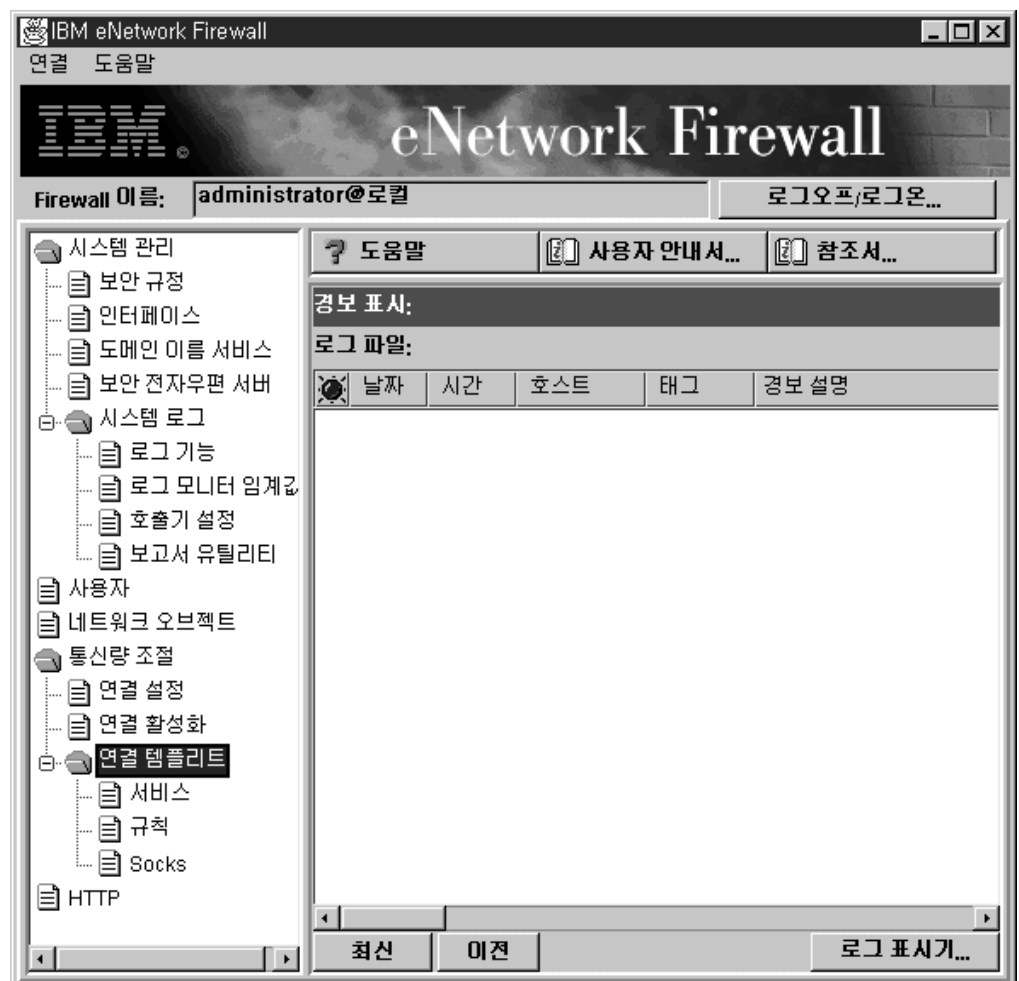 IBM eNetwork Firewall
연결 도움말
IBM® eNetwork Firewall
Firewall 이름: administrator@로컬 로그오프/로그온...
시스템 관리
보안 규정
인터페이스
도메인 이름 서비스
보안 전자우편 서버
시스템 로그
로그 기능
로그 모니터 임계값
호출기 설정
보고서 유틸리티
사용자
네트워크 오브젝트
통신량 조절
연결 설정
연결 활성화
연결 템플리트
서비스
규칙
Socks
HTTP
도움말 사용자 안내서... 참조서...
경보 표시:
로그 파일:
날짜 시간 호스트 태그 경보 설명
최신 이전 로그 표시기...